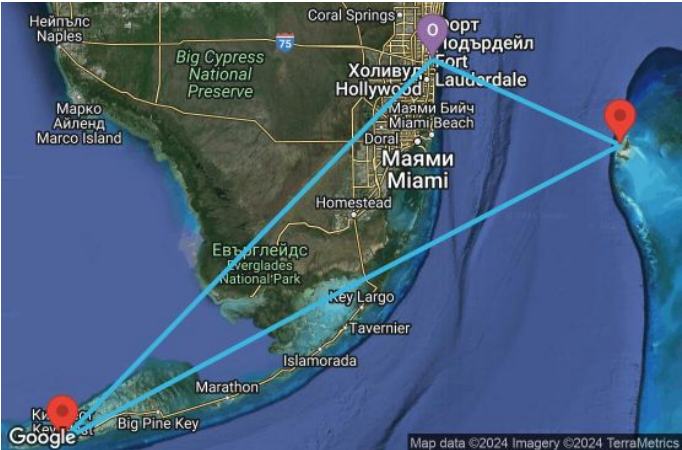 Coral Springs
Нейпълс
Naples
75
O
Форт
Лодърдейл
Fort
Lauderdale
Big Cypress
National
Preserve
Холивуд
Hollywood
Марко
Айленд
Marco Island
Маями Бийч
Miami Beach
Doral
Маями
Miami
Homestead
Евърглейдс
Everglades
National Park
Key Largo
Tavernier
Islamorada
Marathon
Big Pine Key
Google
Map data ©2024 Imagery ©2024 TerraMetrics